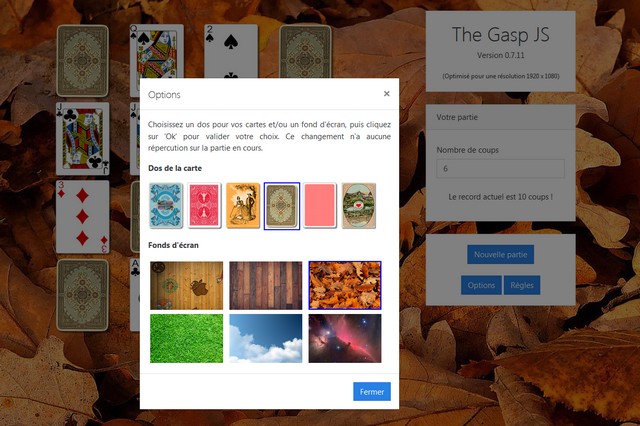 The Gasp JS
Version 0.7.11
(Optimisé pour une résolution 1920 x 1080)
Q
2
J
3
3
A
Options
×
Choisissez un dos pour vos cartes et/ou un fond d'écran, puis cliquez
sur 'Ok' pour valider votre choix. Ce changement n'a aucune
répercution sur la partie en cours.
Dos de la carte
Fonds d'écran
Fermer
Votre partie
Nombre de coups
6
Le record actuel est 10 coups !
Nouvelle partie
Options
Règles